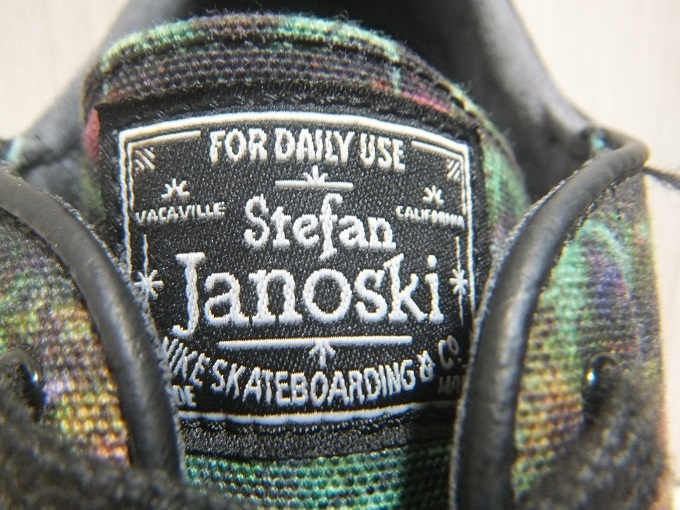 FOR DAILY USE
VACAVILLE
CALIFORNIA
Stefan
Janoski
NIKE SKATEBOARDING & CO